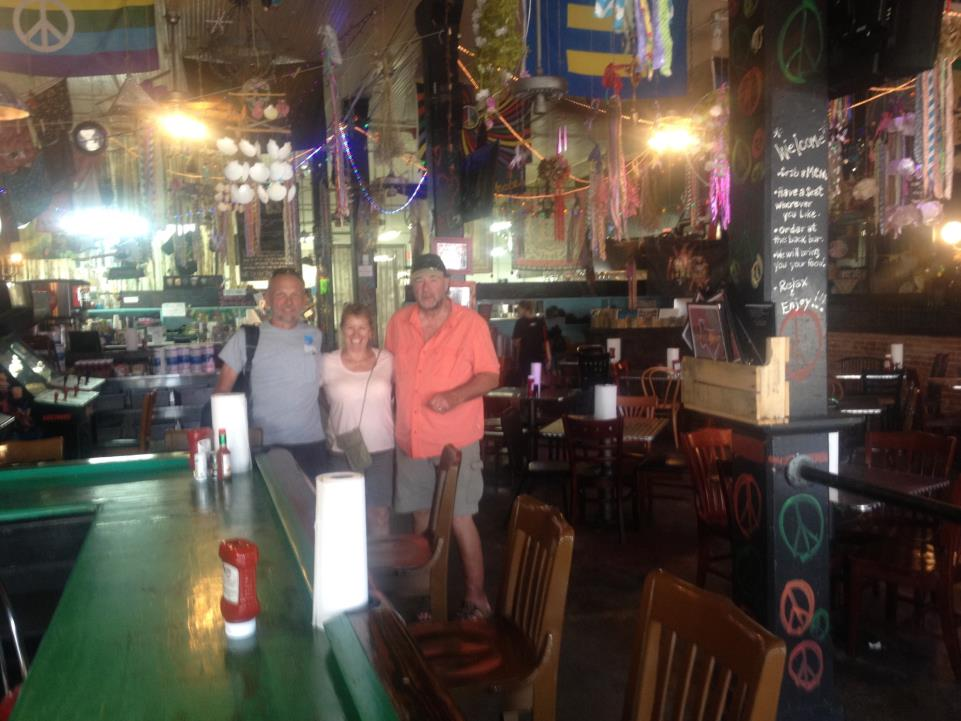 *Welcome*
-Grab a MENU
•Have a Seat
wherever
you Like.
•order at
the back bar.
•We will bring
you your food.
•Relax
Enjoy!!!